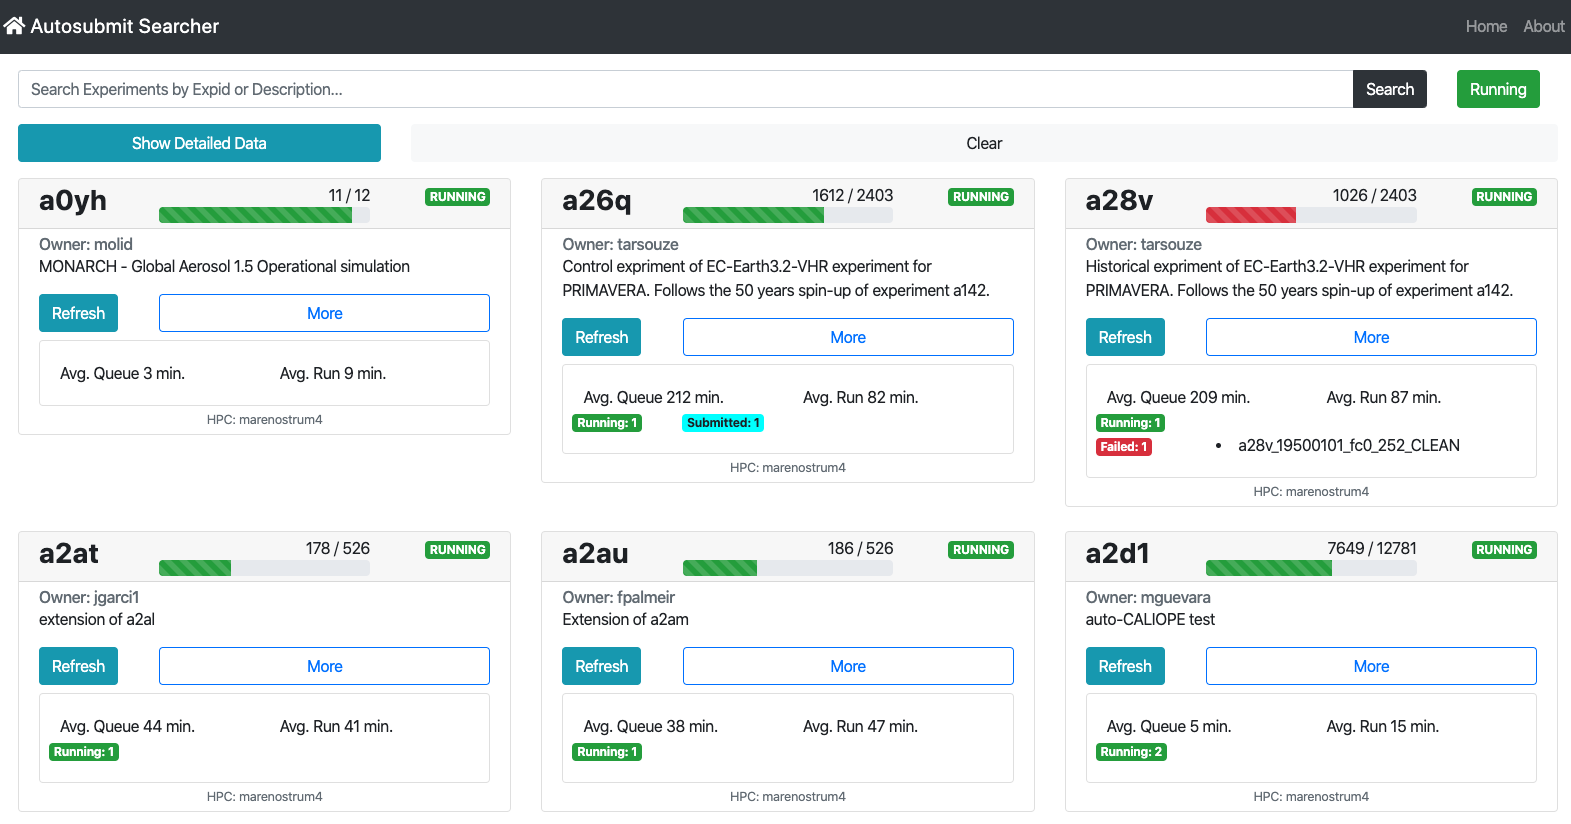 Autosubmit Searcher
Home About
Search Experiments by Expid or Description...
Search
Running
Show Detailed Data
Clear
a0yh
11 / 12
RUNNING
Owner: molid
MONARCH - Global Aerosol 1.5 Operational simulation
Refresh
More
Avg. Queue 3 min.
Avg. Run 9 min.
HPC: marenostrum4
a26q
1612 / 2403
RUNNING
Owner: tarsouze
Control expriment of EC-Earth3.2-VHR experiment for
PRIMAVERA. Follows the 50 years spin-up of experiment a142.
Refresh
More
Avg. Queue 212 min.
Avg. Run 82 min.
Running: 1
Submitted: 1
HPC: marenostrum4
a28v
1026 / 2403
RUNNING
Owner: tarsouze
Historical expriment of EC-Earth3.2-VHR experiment for
PRIMAVERA. Follows the 50 years spin-up of experiment a142.
Refresh
More
Avg. Queue 209 min.
Avg. Run 87 min.
Running: 1
Failed: 1
• a28v_19500101_fc0_252_CLEAN
HPC: marenostrum4
a2at
178 / 526
RUNNING
Owner: jgarci1
extension of a2al
Refresh
More
Avg. Queue 44 min.
Avg. Run 41 min.
Running: 1
HPC: marenostrum4
a2au
186 / 526
RUNNING
Owner: fpalmeir
Extension of a2am
Refresh
More
Avg. Queue 38 min.
Avg. Run 47 min.
Running: 1
HPC: marenostrum4
a2d1
7649 / 12781
RUNNING
Owner: mguevara
auto-CALIOPE test
Refresh
More
Avg. Queue 5 min.
Avg. Run 15 min.
Running: 2
HPC: marenostrum4